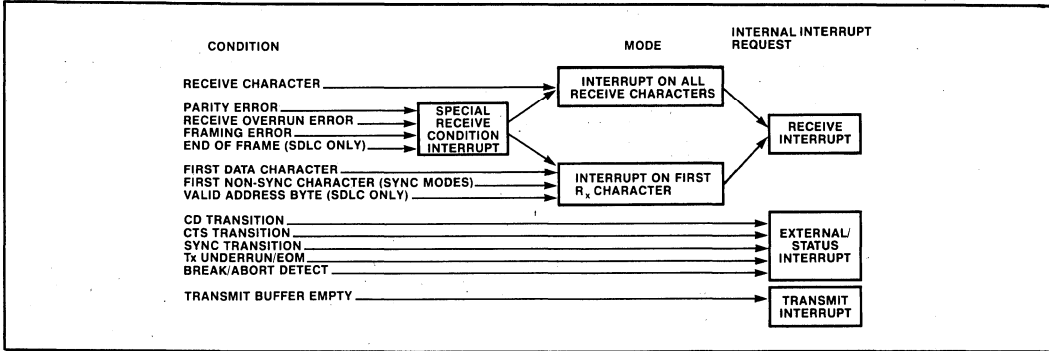 CONDITION
MODE
INTERNAL INTERRUPT
REQUEST
RECEIVE CHARACTER
INTERRUPT ON ALL
RECEIVE CHARACTERS
PARITY ERROR
RECEIVE OVERRUN ERROR
FRAMING ERROR
END OF FRAME (SDLC ONLY)
SPECIAL
RECEIVE
CONDITION
INTERRUPT
RECEIVE
INTERRUPT
FIRST DATA CHARACTER
FIRST NON-SYNC CHARACTER (SYNC MODES)
VALID ADDRESS BYTE (SDLC ONLY)
INTERRUPT ON FIRST
Rx CHARACTER
CD TRANSITION
CTS TRANSITION
SYNC TRANSITION
Tx UNDERRUN/EOM
BREAK/ABORT DETECT
EXTERNAL/
STATUS
INTERRUPT
TRANSMIT BUFFER EMPTY
TRANSMIT
INTERRUPT